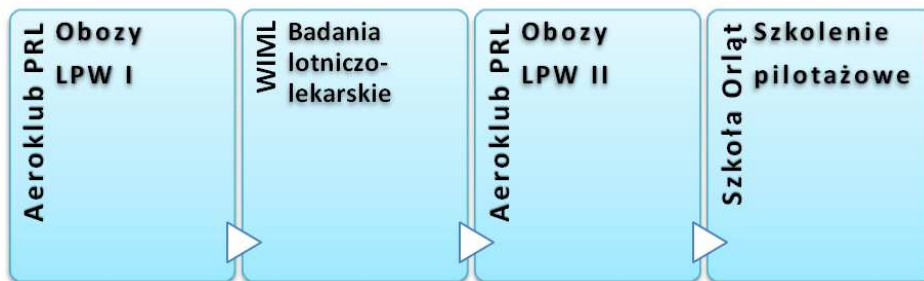 Aeroklub PRL
Obozy
LPW I
WIML
Badania
lotniczo-
lekarskie
Aeroklub PRL
Obozy
LPW II
Szkoła Orląt
Szkolenie
pilotażowe